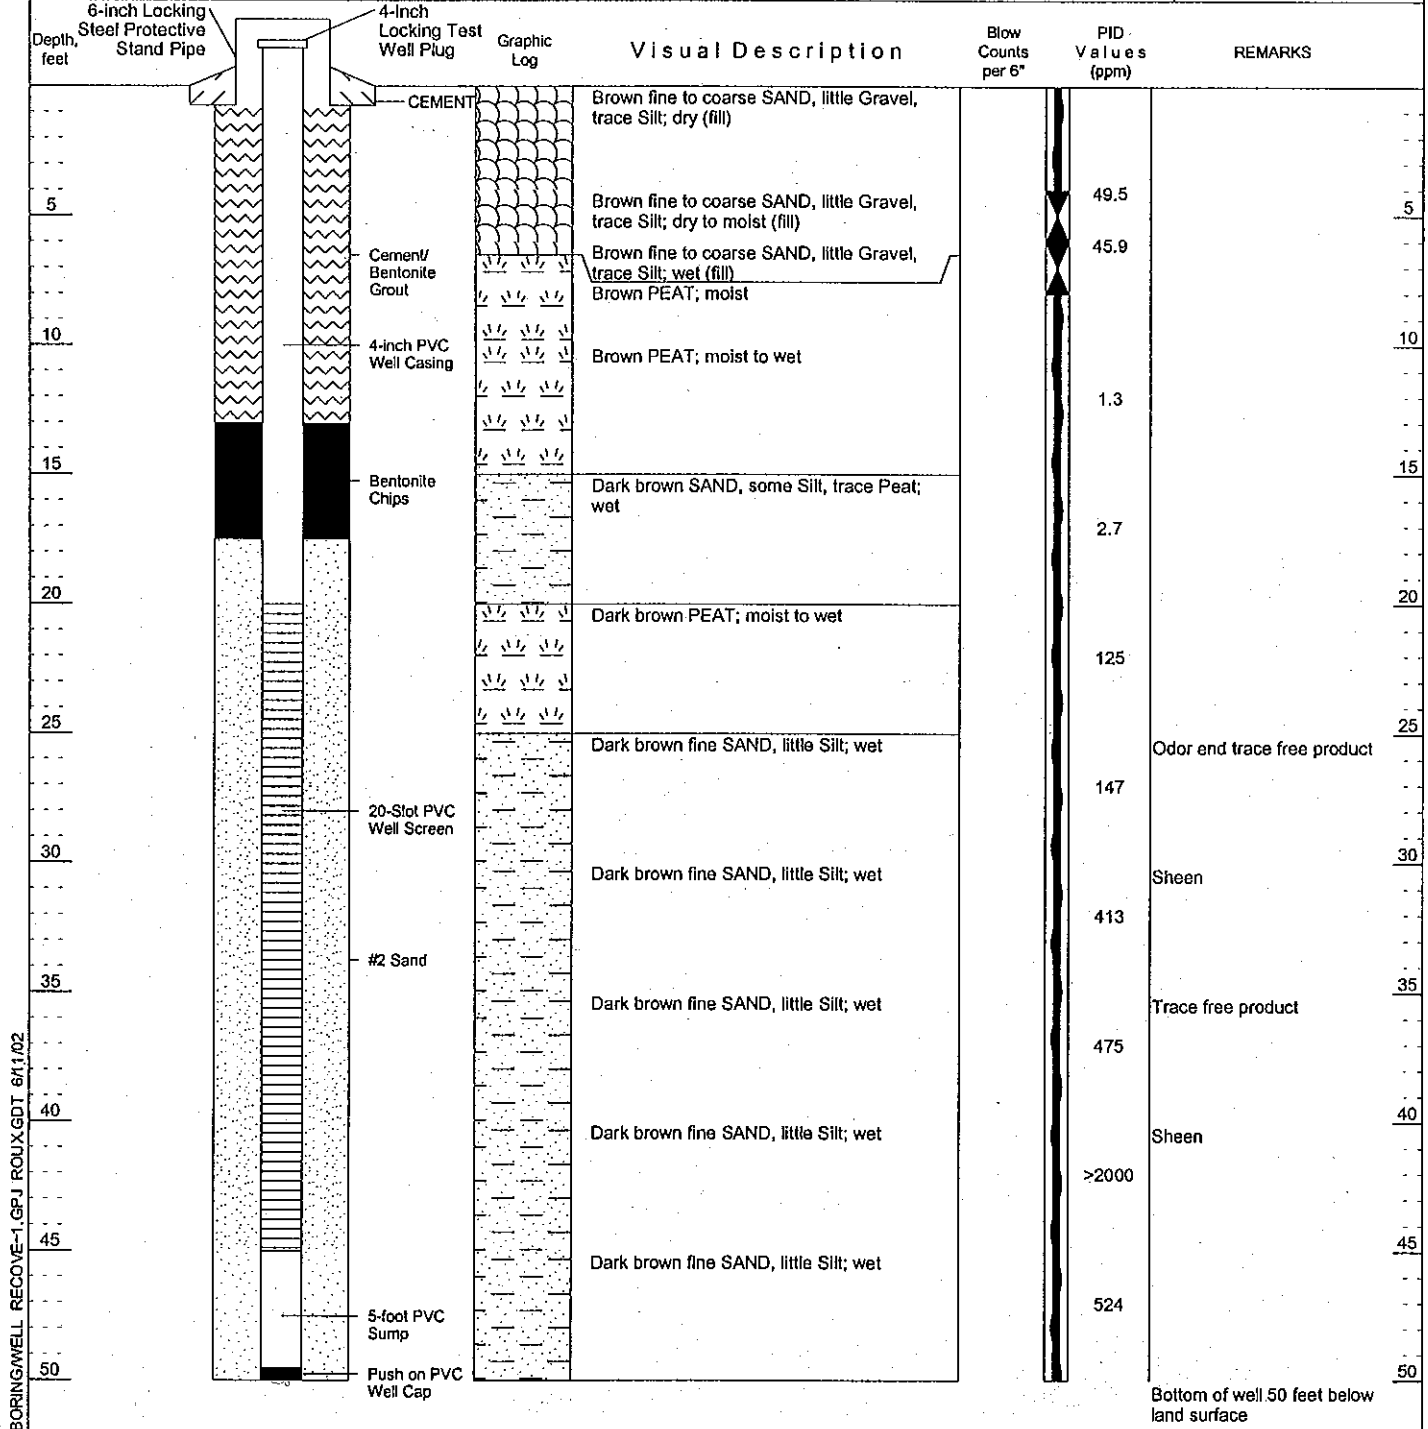 6-inch Locking
Steel Protective
Stand Pipe
4-inch
Locking Test
Well Plug
Depth,
feet
Graphic
Log
Visual Description
Blow
Counts
per 6"
PID
Values
(ppm)
REMARKS
CEMENT
Brown fine to coarse SAND, little Gravel,
trace Silt; dry (fill)
49.5
5
Brown fine to coarse SAND, little Gravel,
trace Silt; dry to moist (fill)
5
45.9
Cement/
Bentonite
Grout
Brown fine to coarse SAND, little Gravel,
trace Silt; wet (fill)
Brown PEAT; moist
10
4-inch PVC
Well Casing
Brown PEAT; moist to wet
10
1.3
15
Bentonite
Chips
Dark brown SAND, some Silt, trace Peat;
wet
15
2.7
20
Dark brown PEAT; moist to wet
20
125
25
Dark brown fine SAND, little Silt; wet
Odor end trace free product
25
147
20-Slot PVC
Well Screen
30
Dark brown fine SAND, little Silt; wet
Sheen
30
413
#2 Sand
35
Dark brown fine SAND, little Silt; wet
Trace free product
35
475
40
Dark brown fine SAND, little Silt; wet
Sheen
40
>2000
45
Dark brown fine SAND, little Silt; wet
45
524
5-foot PVC
Sump
50
Push on PVC
Well Cap
50
Bottom of well 50 feet below
land surface
BORING/WELL RECOVE~1.GPJ ROUX.GDT 6/11/02